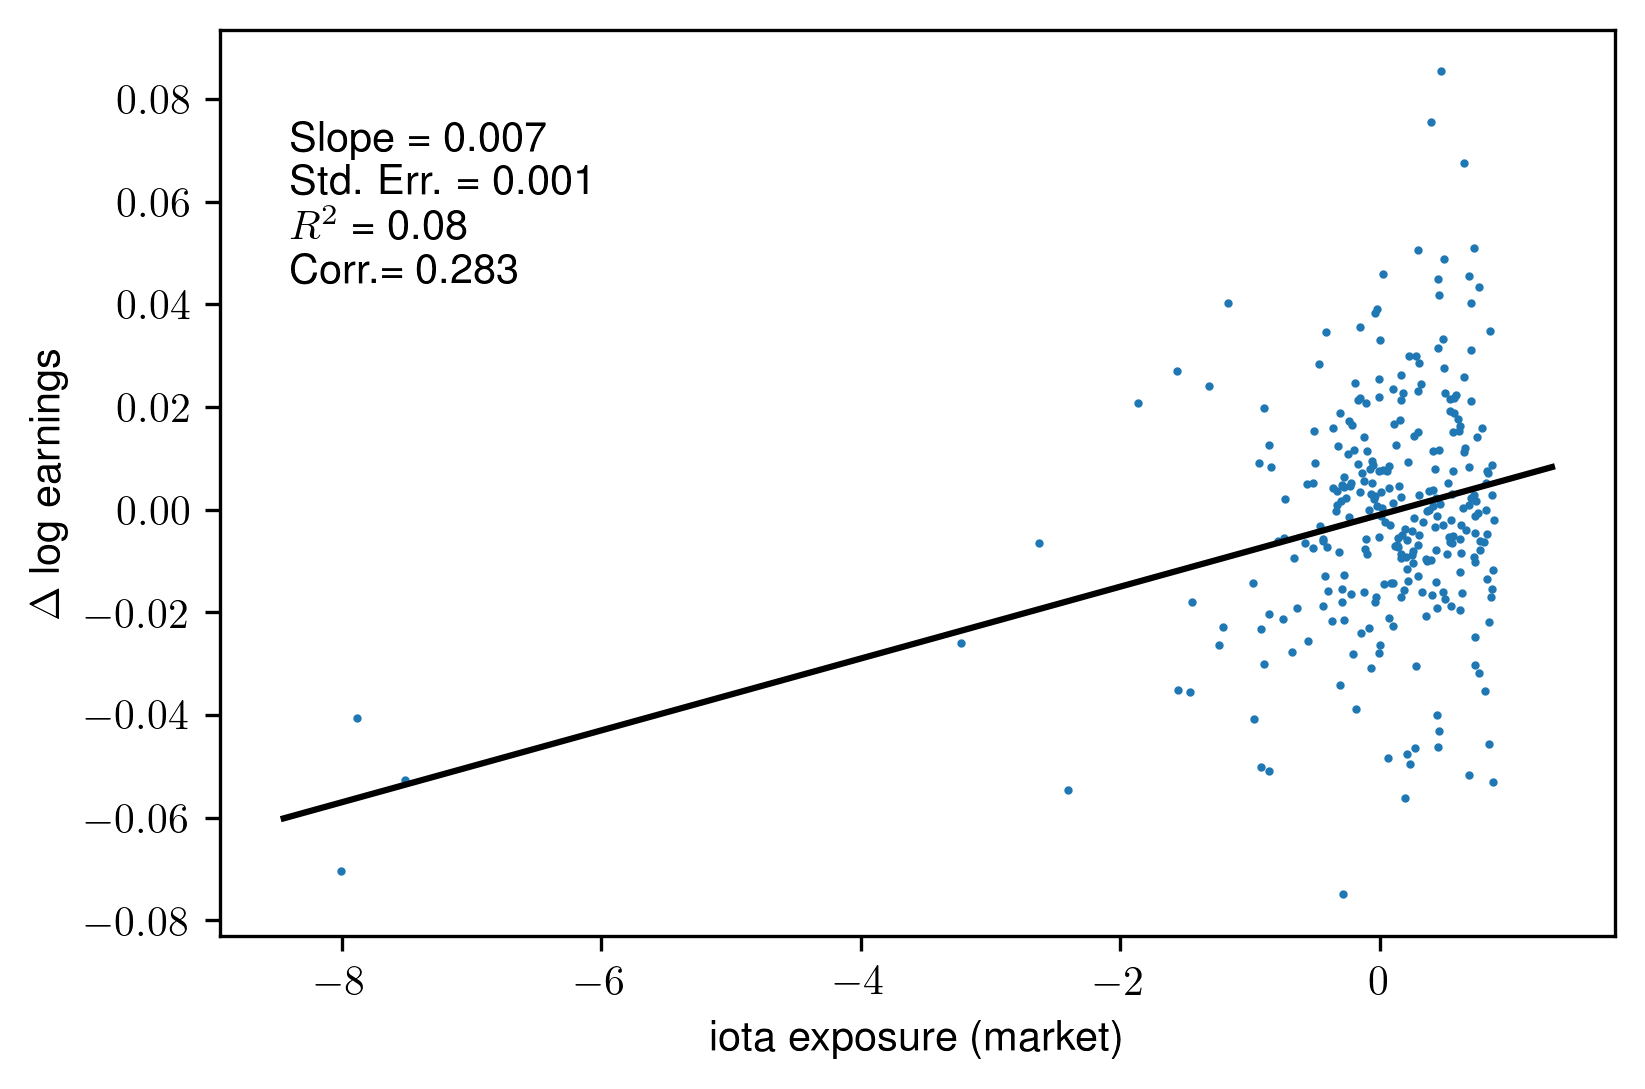 0.08
0.06
0.04
0.02
0.00
−0.02
−0.04
−0.06
−0.08
Δ log earnings
Slope = 0.007
Std. Err. = 0.001
R² = 0.08
Corr.= 0.283
−8 −6 −4 −2 0
iota exposure (market)